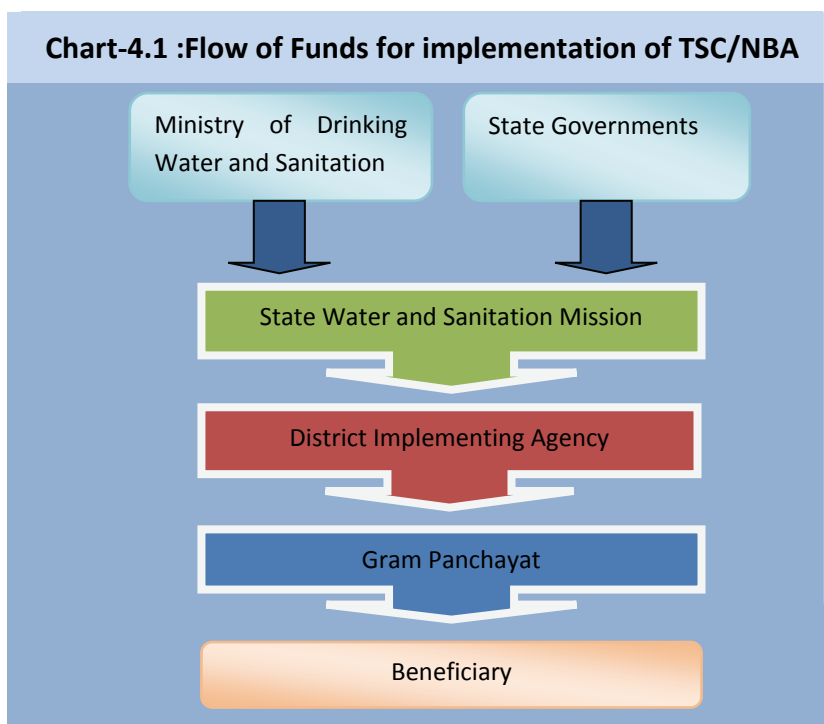 Chart-4.1 :Flow of Funds for implementation of TSC/NBA
Ministry of Drinking
Water and Sanitation
State Governments
State Water and Sanitation Mission
District Implementing Agency
Gram Panchayat
Beneficiary